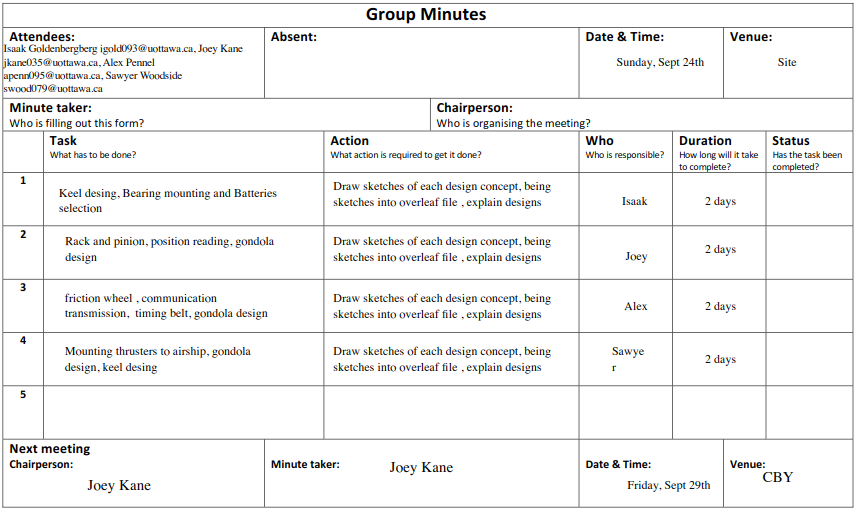 Group Minutes
Attendees:
Isaak Goldenbergberg igold093@uottawa.ca, Joey Kane
jkane035@uottawa.ca, Alex Pennel
apenn095@uottawa.ca, Sawyer Woodside
swood079@uottawa.ca
Absent:
Date & Time:
Sunday, Sept 24th
Venue:
Site
Minute taker:
Who is filling out this form?
Chairperson:
Who is organising the meeting?
Task
What has to be done?
Action
What action is required to get it done?
Who
Who is responsible?
Duration
How long will it take
to complete?
Status
Has the task been
completed?
1
Keel desing, Bearing mounting and Batteries
selection
Draw sketches of each design concept, being
sketches into overleaf file , explain designs
Isaak
2 days
2
Rack and pinion, position reading, gondola
design
Draw sketches of each design concept, being
sketches into overleaf file , explain designs
Joey
2 days
3
friction wheel , communication
transmission, timing belt, gondola design
Draw sketches of each design concept, being
sketches into overleaf file , explain designs
Alex
2 days
4
Mounting thrusters to airship, gondola
design, keel desing
Draw sketches of each design concept, being
sketches into overleaf file , explain designs
Sawye
r
2 days
5
Next meeting
Chairperson:
Joey Kane
Minute taker:
Joey Kane
Date & Time:
Friday, Sept 29th
Venue:
CBY